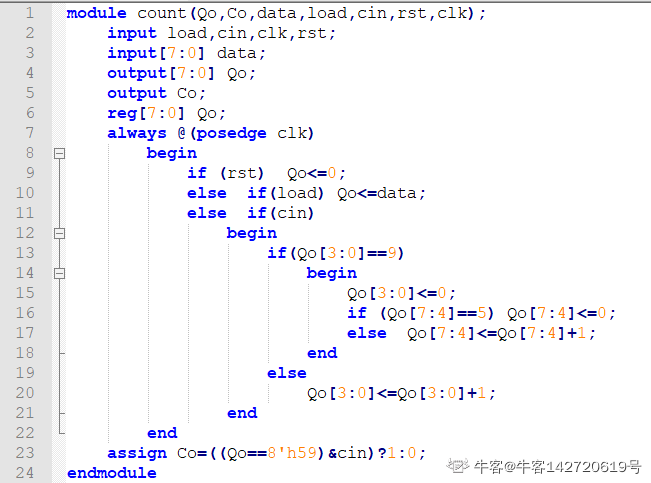 1 module count(Qo,Co,data,load,cin,rst,clk);
2 input load,cin,clk,rst;
3 input[7:0] data;
4 output[7:0] Qo;
5 output Co;
6 reg[7:0] Qo;
7 always @(posedge clk)
8 begin
9 if (rst) Qo<=0;
10 else if(load) Qo<=data;
11 else if(cin)
12 begin
13 if(Qo[3:0]==9)
14 begin
15 Qo[3:0]<=0;
16 if (Qo[7:4]==5) Qo[7:4]<=0;
17 else Qo[7:4]<=Qo[7:4]+1;
18 end
19 else
20 Qo[3:0]<=Qo[3:0]+1;
21 end
22 end
23 assign Co=((Qo==8'h59)&cin)?1:0;
24 endmodule
牛客@牛客142720619号